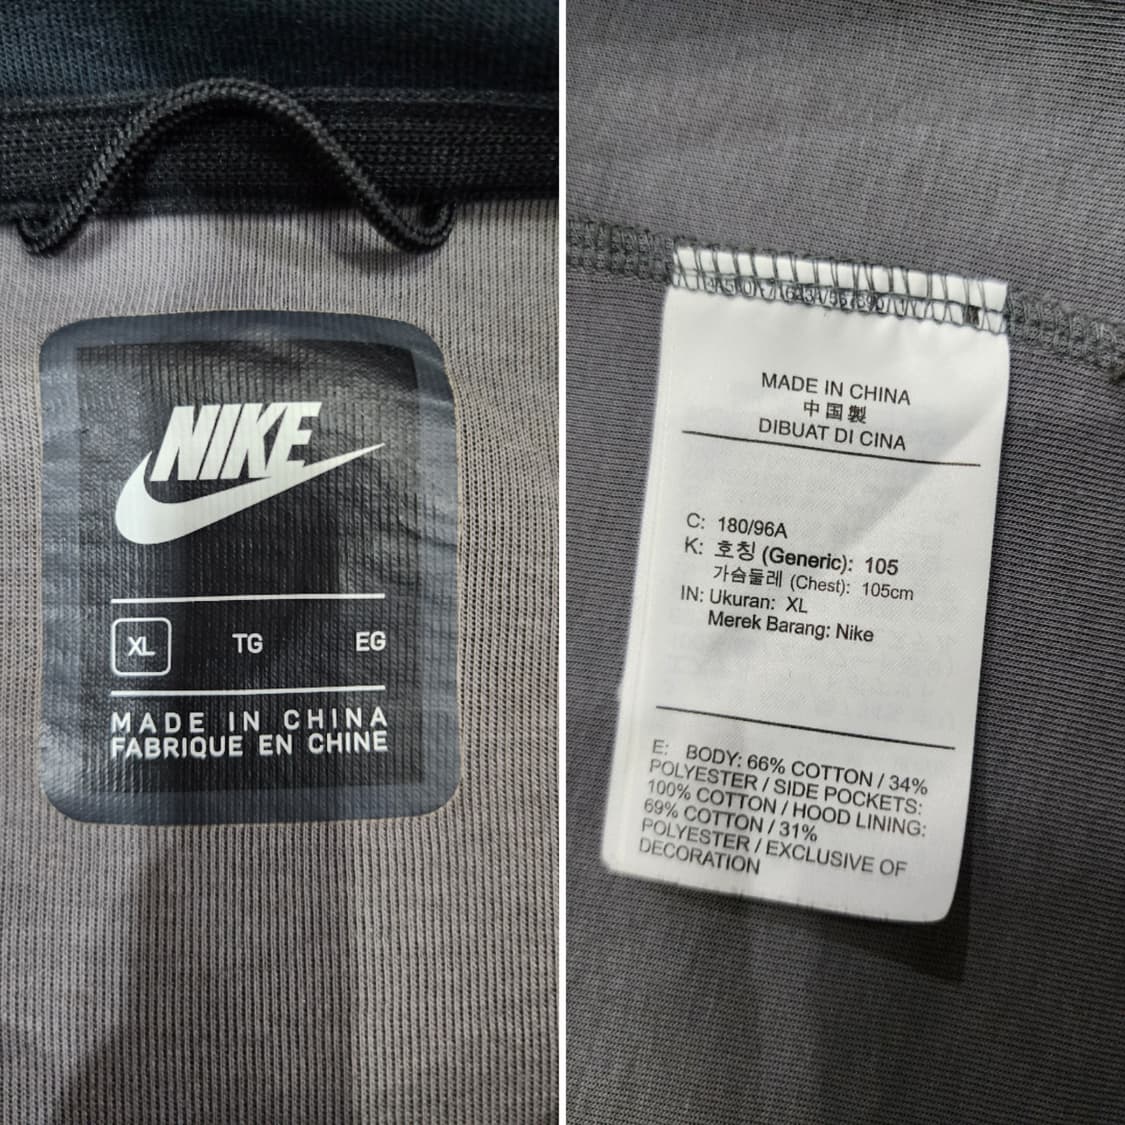 NIKE
XL TG EG
MADE IN CHINA
FABRIQUE EN CHINE
MADE IN CHINA
中国製
DIBUAT DI CINA
C: 180/96A
K: 호칭 (Generic): 105
가슴둘레 (Chest): 105cm
IN: Ukuran: XL
Merek Barang: Nike
E: BODY: 66% COTTON / 34%
POLYESTER / SIDE POCKETS:
100% COTTON / HOOD LINING:
69% COTTON / 31%
POLYESTER / EXCLUSIVE OF
DECORATION